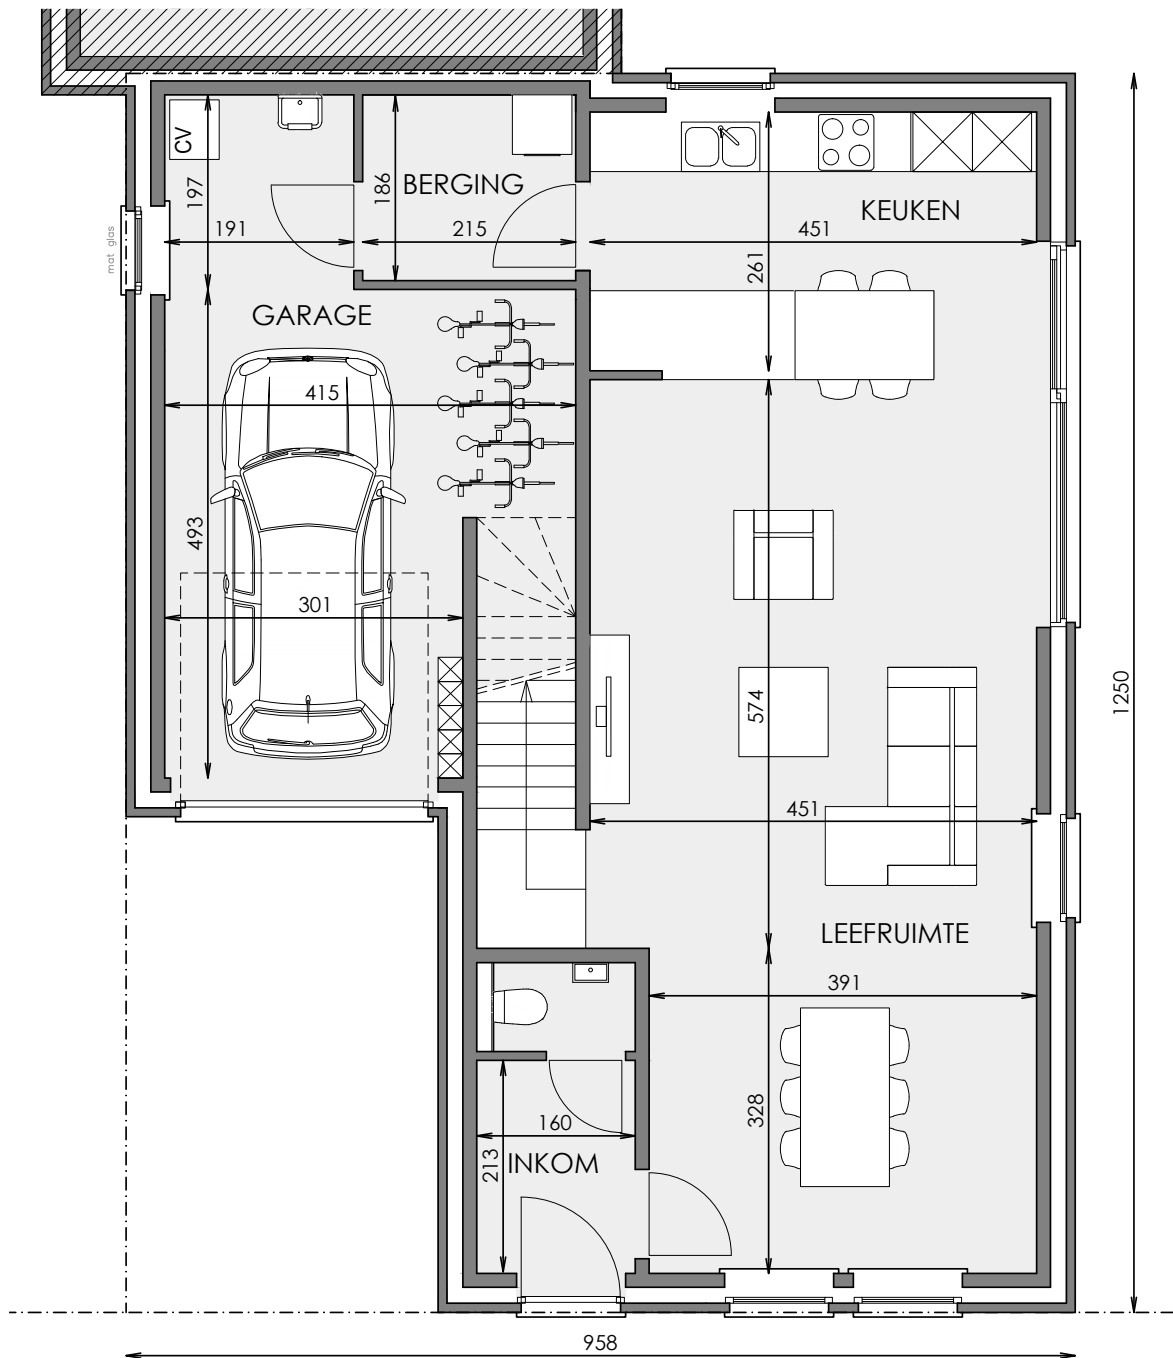 CV
197
186
BERGING
KEUKEN
mat glas
191
215
451
261
GARAGE
415
493
301
574
1250
451
LEEFRUIMTE
391
328
160
213
INKOM
958